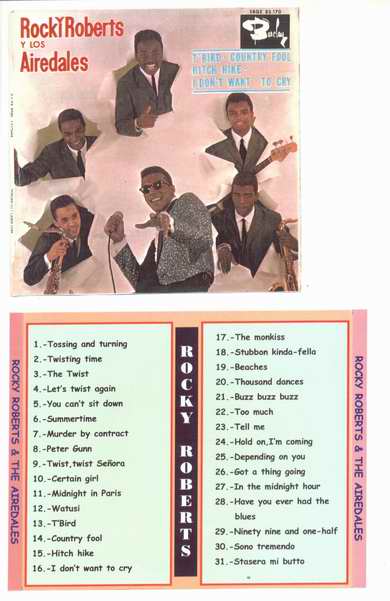 RockyRoberts
Y LOS
Airedales
Barclay
T'BIRD · COUNTRY FOOL
HITCH HIKE
I DON'T WANT TO CRY
ROCKY ROBERTS & THE AIREDALES
1.-Tossing and turning
2.-Twisting time
3.-The Twist
4.-Let's twist again
5.-You can't sit down
6.-Summertime
7.-Murder by contract
8.-Peter Gunn
9.-Twist,twist Señora
10.-Certain girl
11.-Midnight in Paris
12.-Watusi
13.-T'Bird
14.-Country fool
15.-Hitch hike
16.-I don't want to cry
ROCKY ROBERTS
17.-The monkiss
18.-Stubbon kinda-fella
19.-Beaches
20.-Thousand dances
21.-Buzz buzz buzz
22.-Too much
23.-Tell me
24.-Hold on,I'm coming
25.-Depending on you
26.-Got a thing going
27.-In the midnight hour
28.-Have you ever had the
blues
29.-Ninety nine and one-half
30.-Sono tremendo
31.-Stasera mi butto
ROCKY ROBERTS & THE AIREDALES